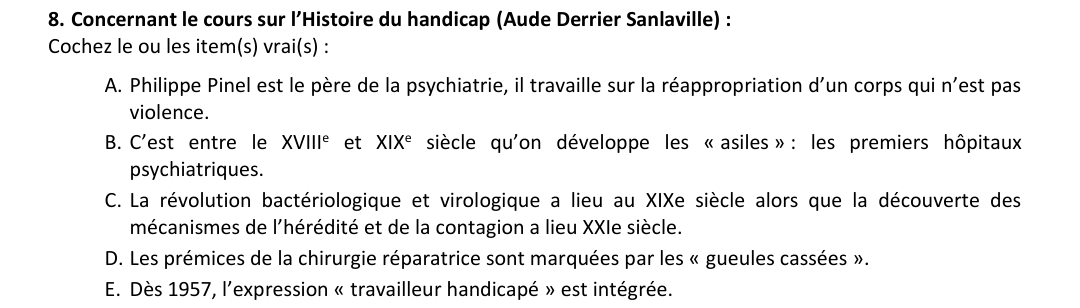 8. Concernant le cours sur l’Histoire du handicap (Aude Derrier Sanlaville) :
Cochez le ou les item(s) vrai(s) :
A. Philippe Pinel est le père de la psychiatrie, il travaille sur la réappropriation d’un corps qui n’est pas
violence.
B. C’est entre le XVIIIᵉ et XIXᵉ siècle qu’on développe les « asiles » : les premiers hôpitaux
psychiatriques.
C. La révolution bactériologique et virologique a lieu au XIXe siècle alors que la découverte des
mécanismes de l’hérédité et de la contagion a lieu XXIe siècle.
D. Les prémices de la chirurgie réparatrice sont marquées par les « gueules cassées ».
E. Dès 1957, l’expression « travailleur handicapé » est intégrée.